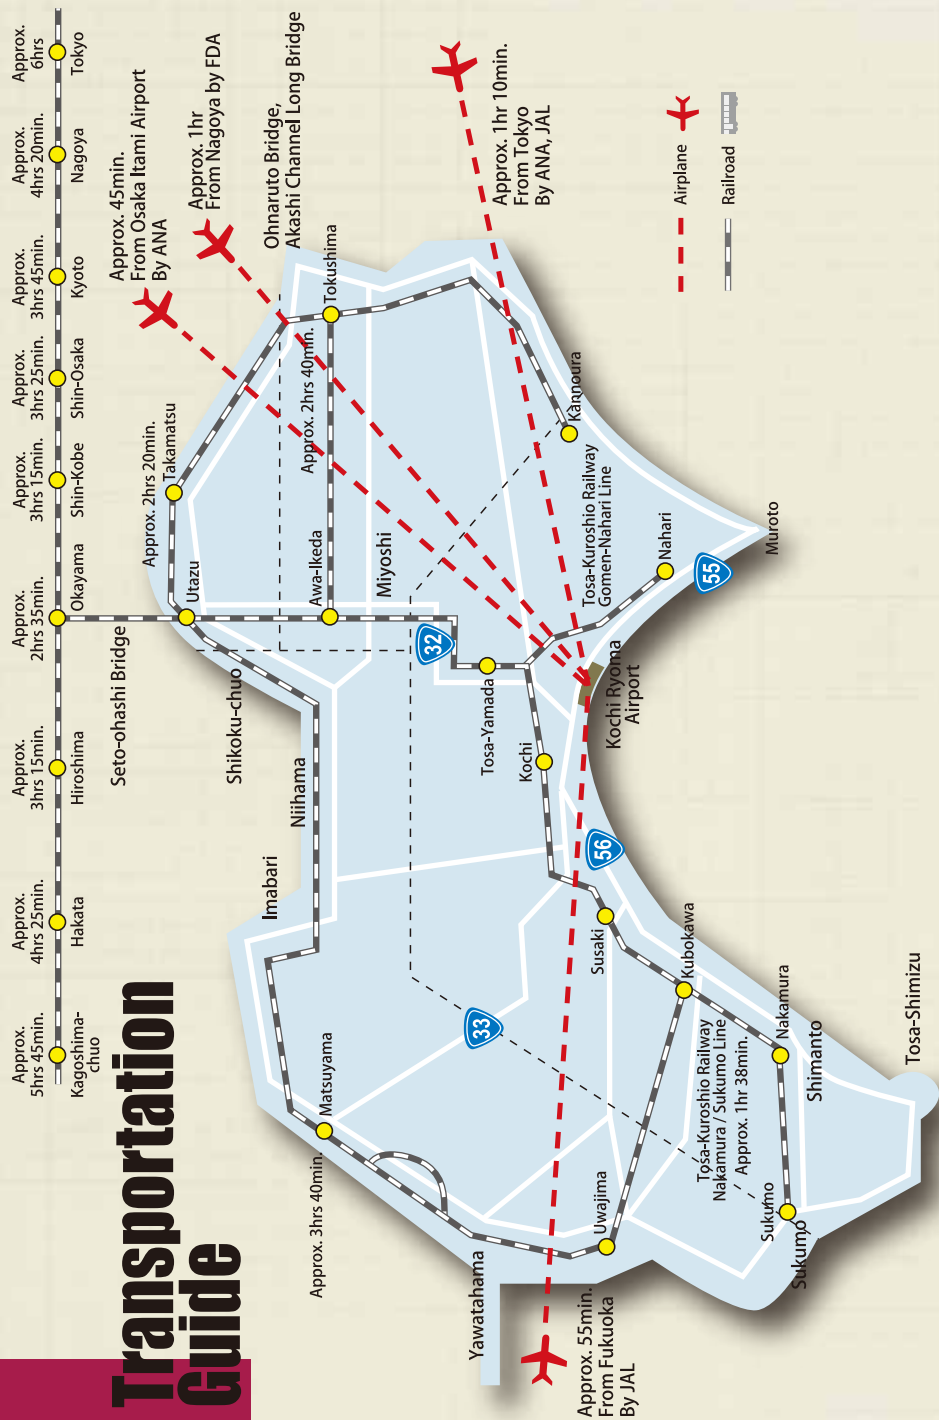 Transportation
Guide
Approx.
5hrs 45min.
Kagoshima-
chuo
Approx.
4hrs 25min.
Hakata
Approx.
3hrs 15min.
Hiroshima
Approx.
2hrs 35min.
Okayama
Approx.
3hrs 15min.
Shin-Kobe
Approx.
3hrs 25min.
Shin-Osaka
Approx.
3hrs 45min.
Kyoto
Approx.
4hrs 20min.
Nagoya
Approx.
6hrs
Tokyo
Seto-ohashi Bridge
Approx. 45min.
From Osaka Itami Airport
By ANA
Approx. 1hr
From Nagoya by FDA
Ohnaruto Bridge,
Akashi Channel Long Bridge
Approx. 2hrs 20min.
Takamatsu
Utazu
Shikoku-chuo
Niihama
Imabari
Tokushima
Approx. 2hrs 40min.
Awa-Ikeda
Miyoshi
Matsuyama
Approx. 3hrs 40min.
32
33
Tosa-Yamada
Kochi
Approx. 1hr 10min.
From Tokyo
By ANA, JAL
Kannoura
Tosa-Kuroshio Railway
Gomen-Nahari Line
Kochi Ryoma
Airport
Nahari
55
Muroto
56
Susaki
Kubokawa
Yawatahama
Uwajima
Approx. 55min.
From Fukuoka
By JAL
Tosa-Kuroshio Railway
Nakamura / Sukumo Line
Approx. 1hr 38min.
Nakamura
Shimanto
Sukumo
Sukumo
Tosa-Shimizu
Airplane
Railroad